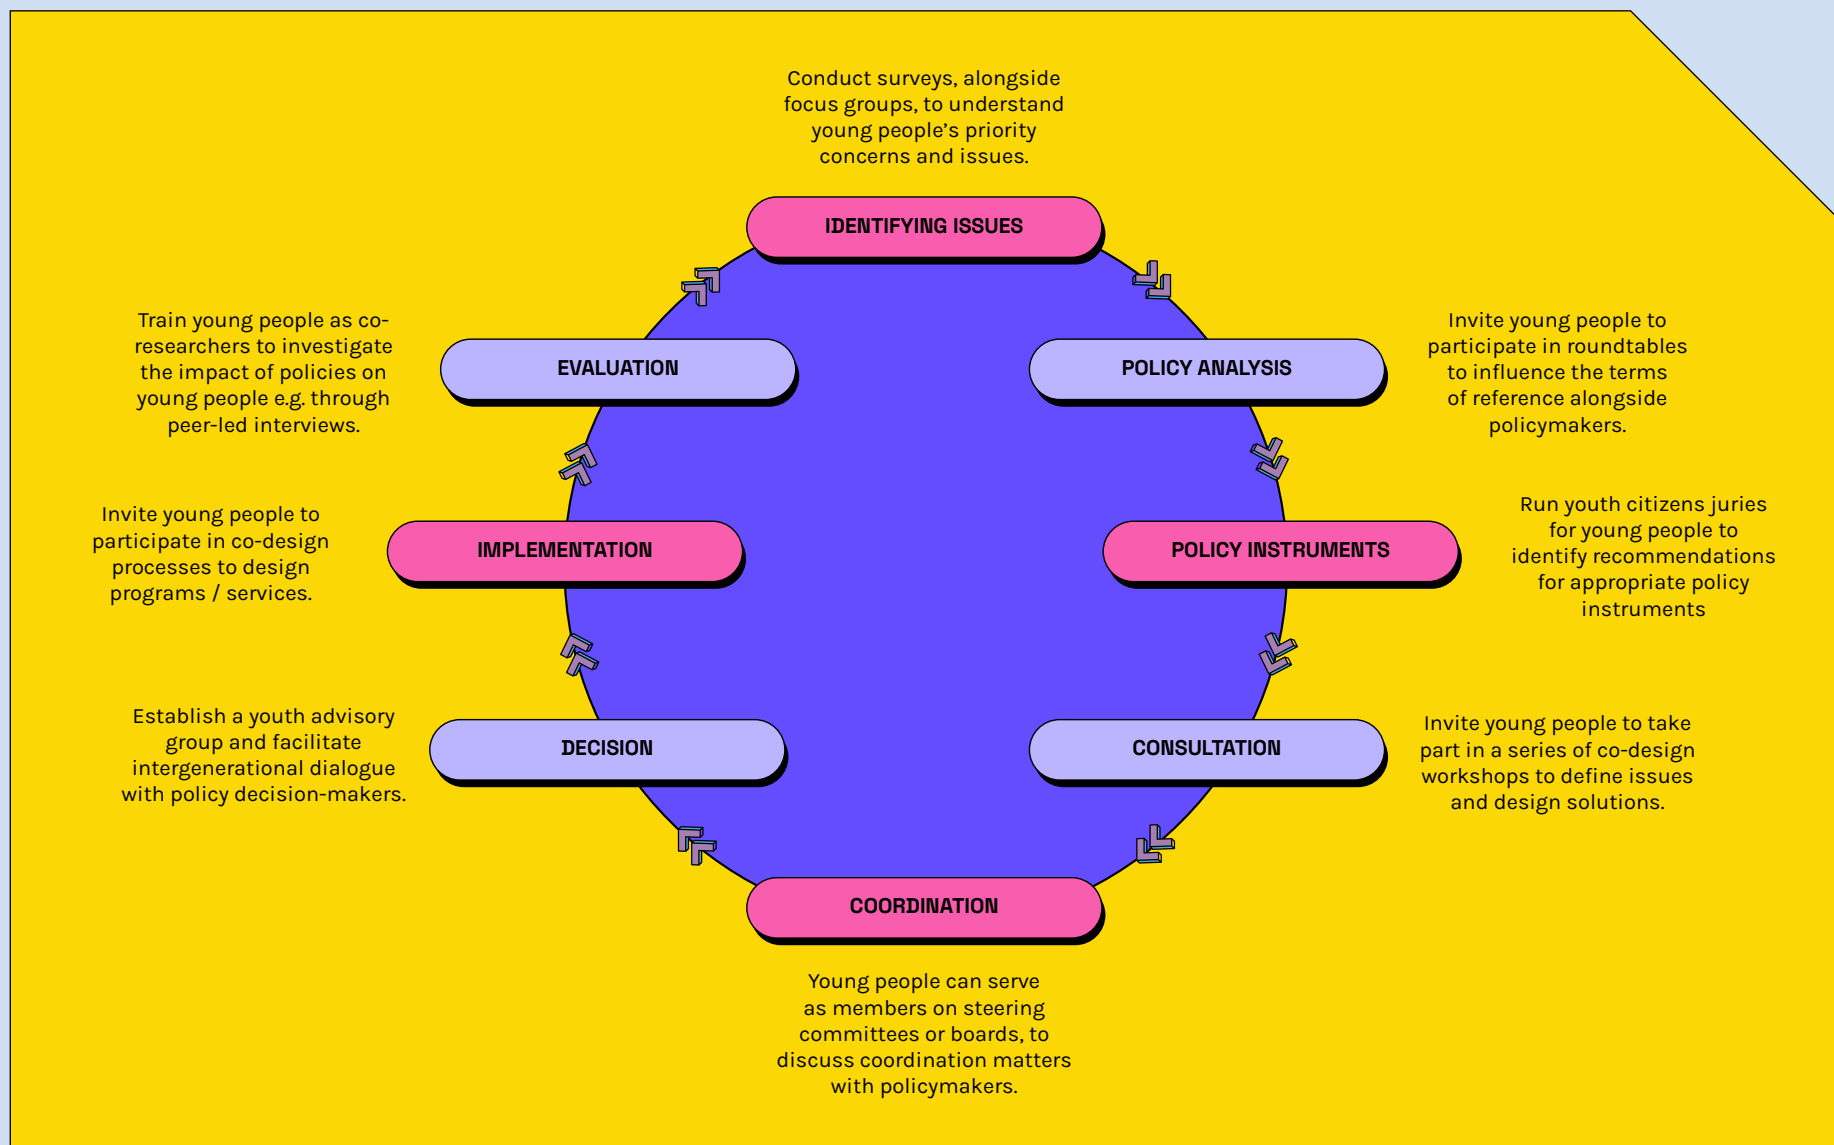 Conduct surveys, alongside
focus groups, to understand
young people’s priority
concerns and issues.
IDENTIFYING ISSUES
Invite young people to
participate in roundtables
to influence the terms
of reference alongside
policymakers.
POLICY ANALYSIS
Run youth citizens juries
for young people to
identify recommendations
for appropriate policy
instruments
POLICY INSTRUMENTS
Invite young people to take
part in a series of co-design
workshops to define issues
and design solutions.
CONSULTATION
COORDINATION
Young people can serve
as members on steering
committees or boards, to
discuss coordination matters
with policymakers.
DECISION
Establish a youth advisory
group and facilitate
intergenerational dialogue
with policy decision-makers.
IMPLEMENTATION
Invite young people to
participate in co-design
processes to design
programs / services.
EVALUATION
Train young people as co-
researchers to investigate
the impact of policies on
young people e.g. through
peer-led interviews.